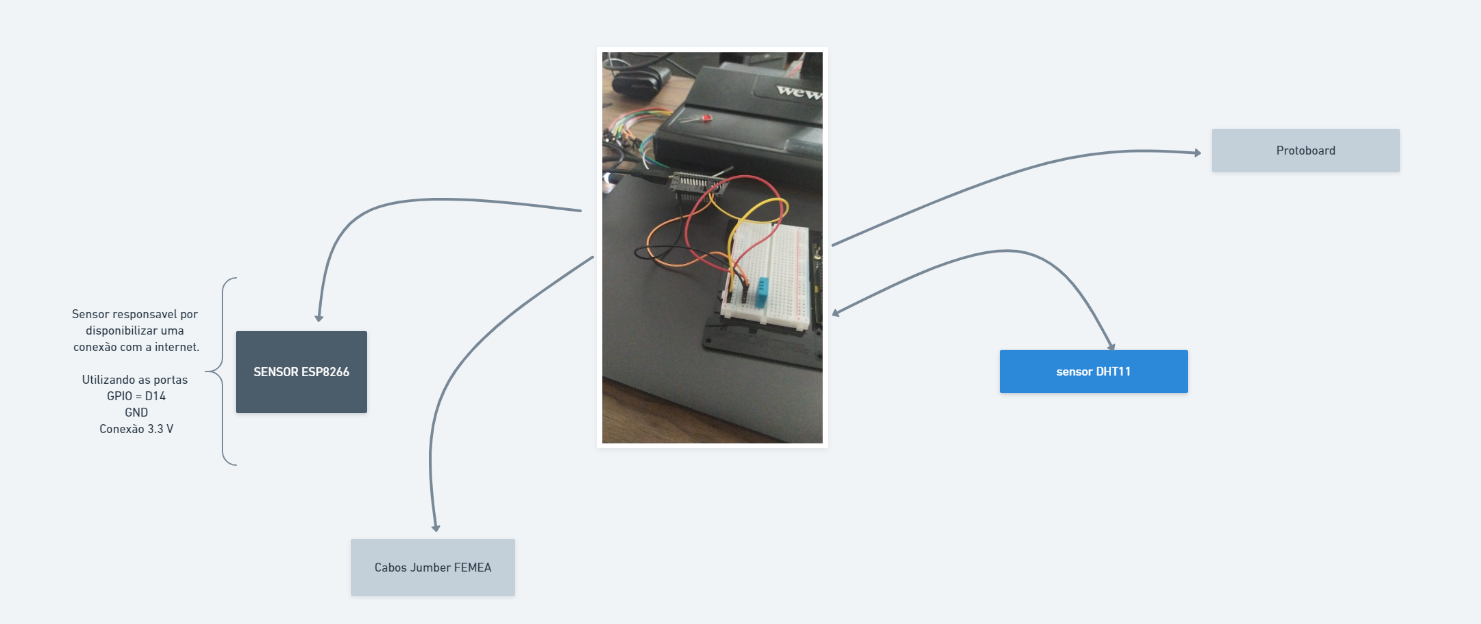 wew
Protoboard
Sensor responsavel por
disponibilizar uma
conexão com a internet.
Utilizando as portas
GPIO = D14
GND
Conexão 3.3 V
SENSOR ESP8266
sensor DHT11
Cabos Jumber FEMEA